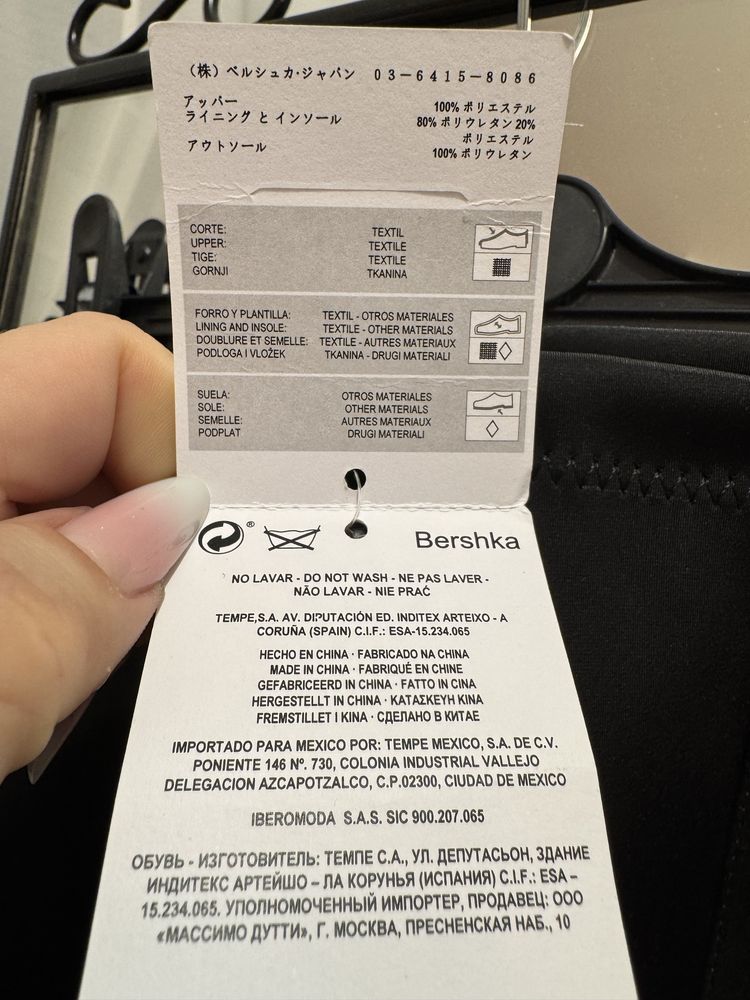 （株）ベルシュカ・ジャパン 03－6415－8086
アッパー 100% ポリエステル
ライニング と インソール 80% ポリウレタン 20%
ポリエステル
アウトソール 100% ポリウレタン
CORTE: TEXTIL
UPPER: TEXTILE
TIGE: TEXTILE
GORNJI TKANINA
FORRO Y PLANTILLA: TEXTIL - OTROS MATERIALES
LINING AND INSOLE: TEXTILE - OTHER MATERIALS
DOUBLURE ET SEMELLE: TEXTILE - AUTRES MATERIAUX
PODLOGA I VLOŽEK TKANINA - DRUGI MATERIALI
SUELA: OTROS MATERIALES
SOLE: OTHER MATERIALS
SEMELLE: AUTRES MATERIAUX
PODPLAT DRUGI MATERIALI
® Bershka
NO LAVAR - DO NOT WASH - NE PAS LAVER -
NÃO LAVAR - NIE PRAĆ
TEMPE,S.A. AV. DIPUTACIÓN ED. INDITEX ARTEIXO - A
CORUÑA (SPAIN) C.I.F.: ESA-15.234.065
HECHO EN CHINA · FABRICADO NA CHINA
MADE IN CHINA · FABRIQUÉ EN CHINE
GEFABRICEERD IN CHINA · FATTO IN CINA
HERGESTELLT IN CHINA · ΚΑΤΑΣΚΕΥΗ ΚΙΝΑ
FREMSTILLET I KINA · СДЕЛАНО В КИТАЕ
IMPORTADO PARA MEXICO POR: TEMPE MEXICO, S.A. DE C.V.
PONIENTE 146 Nº. 730, COLONIA INDUSTRIAL VALLEJO
DELEGACION AZCAPOTZALCO, C.P.02300, CIUDAD DE MEXICO
IBEROMODA S.A.S. SIC 900.207.065
ОБУВЬ - ИЗГОТОВИТЕЛЬ: ТЕМПЕ С.А., УЛ. ДЕПУТАСЬОН, ЗДАНИЕ
ИНДИТЕКС АРТЕЙШО – ЛА КОРУНЬЯ (ИСПАНИЯ) C.I.F.: ESA –
15.234.065. УПОЛНОМОЧЕННЫЙ ИМПОРТЕР, ПРОДАВЕЦ: ООО
«МАССИМО ДУТТИ», Г. МОСКВА, ПРЕСНЕНСКАЯ НАБ., 10